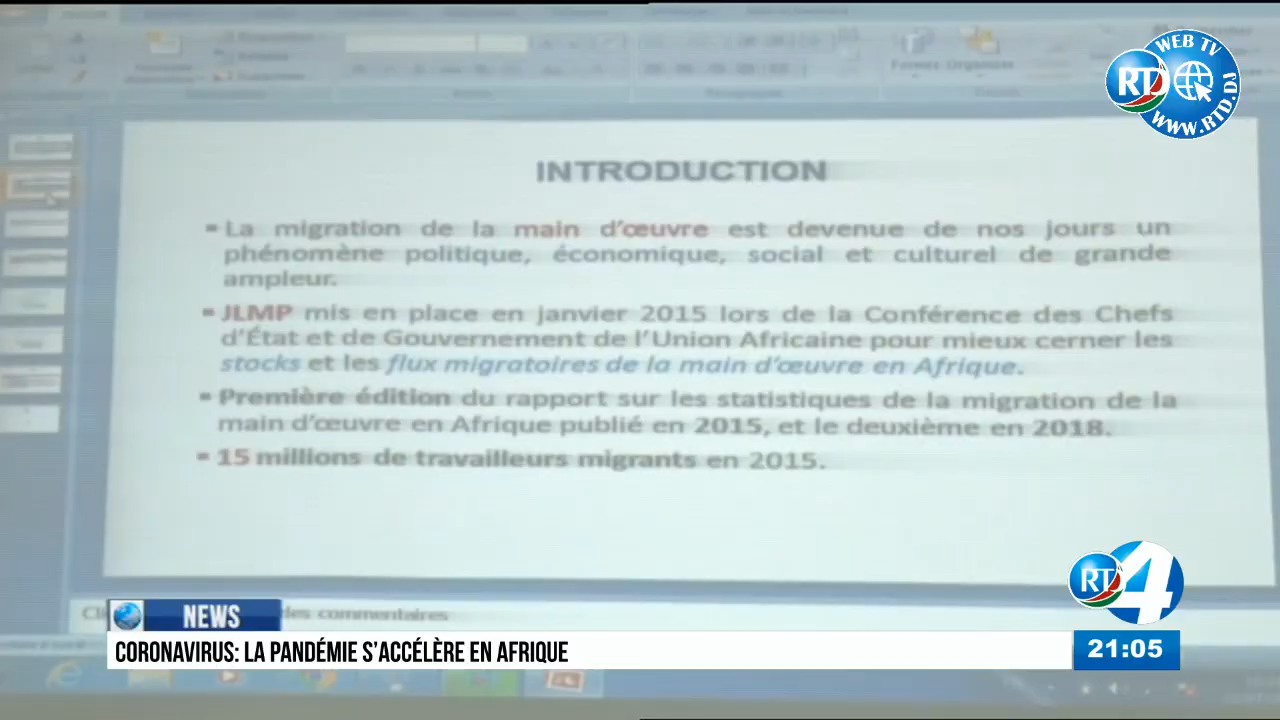 WEB TV
RTD
WWW.RTD.DJ
INTRODUCTION
▪ La migration de la main d'œuvre est devenue de nos jours un
phénomène politique, économique, social et culturel de grande
ampleur.
▪ JLMP mis en place en janvier 2015 lors de la Conférence des Chefs
d'État et de Gouvernement de l'Union Africaine pour mieux cerner les
stocks et les flux migratoires de la main d'œuvre en Afrique.
▪ Première édition du rapport sur les statistiques de la migration de la
main d'œuvre en Afrique publié en 2015, et le deuxième en 2018.
▪ 15 millions de travailleurs migrants en 2015.
RT 4
des commentaires
NEWS
CORONAVIRUS: LA PANDÉMIE S'ACCÉLÈRE EN AFRIQUE
21:05